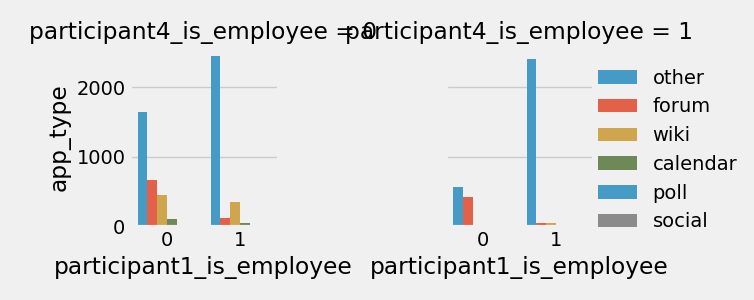 participant4_is_employee = 0
participant4_is_employee = 1
app_type
2000
1000
0
0
1
0
1
participant1_is_employee
participant1_is_employee
other
forum
wiki
calendar
poll
social